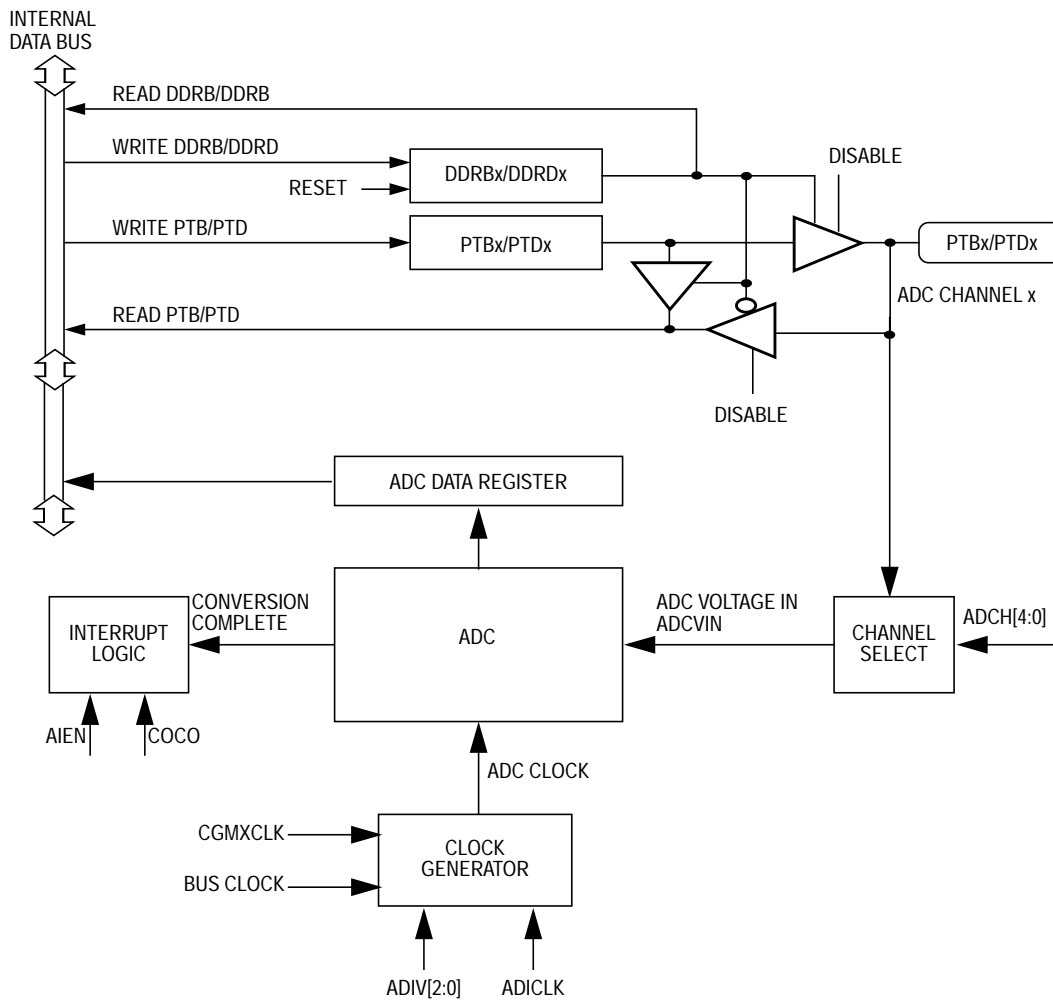 INTERNAL
DATA BUS
READ DDRB/DDRB
WRITE DDRB/DDRD
RESET
DDRBx/DDRDx
DISABLE
WRITE PTB/PTD
PTBx/PTDx
PTBx/PTDx
ADC CHANNEL x
READ PTB/PTD
DISABLE
ADC DATA REGISTER
INTERRUPT
LOGIC
CONVERSION
COMPLETE
ADC
ADC VOLTAGE IN
ADCVIN
CHANNEL
SELECT
ADCH[4:0]
AIEN
COCO
ADC CLOCK
CGMXCLK
BUS CLOCK
CLOCK
GENERATOR
ADIV[2:0]
ADICLK